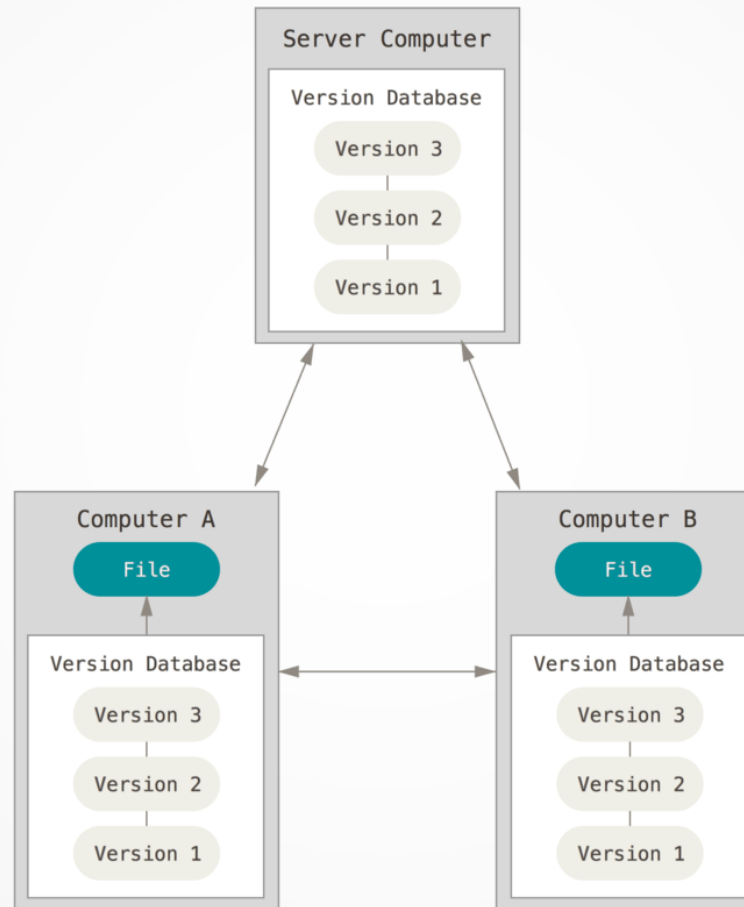 Server Computer
Version Database
Version 3
Version 2
Version 1
Computer A
File
Version Database
Version 3
Version 2
Version 1
Computer B
File
Version Database
Version 3
Version 2
Version 1